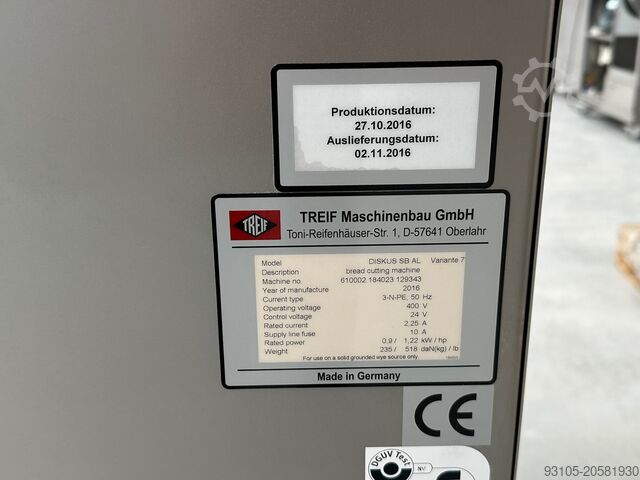 Produktionsdatum:
27.10.2016
Auslieferungsdatum:
02.11.2016
TREIF
TREIF Maschinenbau GmbH
Toni-Reifenhäuser-Str. 1, D-57641 Oberlahr
Model DISKUS SB AL Variante 7
Description bread cutting machine
Machine no 610002.184023.129343
Year of manufacture 2016
Current type 3-N-PE, 50 Hz
Operating voltage 400 V
Control voltage 24 V
Rated current 2,25 A
Supply line fuse 10 A
Rated power 0,9 / 1,22 kW / hp
Weight 235 / 518 daN(kg) / lb
For use on a solid grounded wye source only
Made in Germany
CE
DGUV Test
93105-20581930